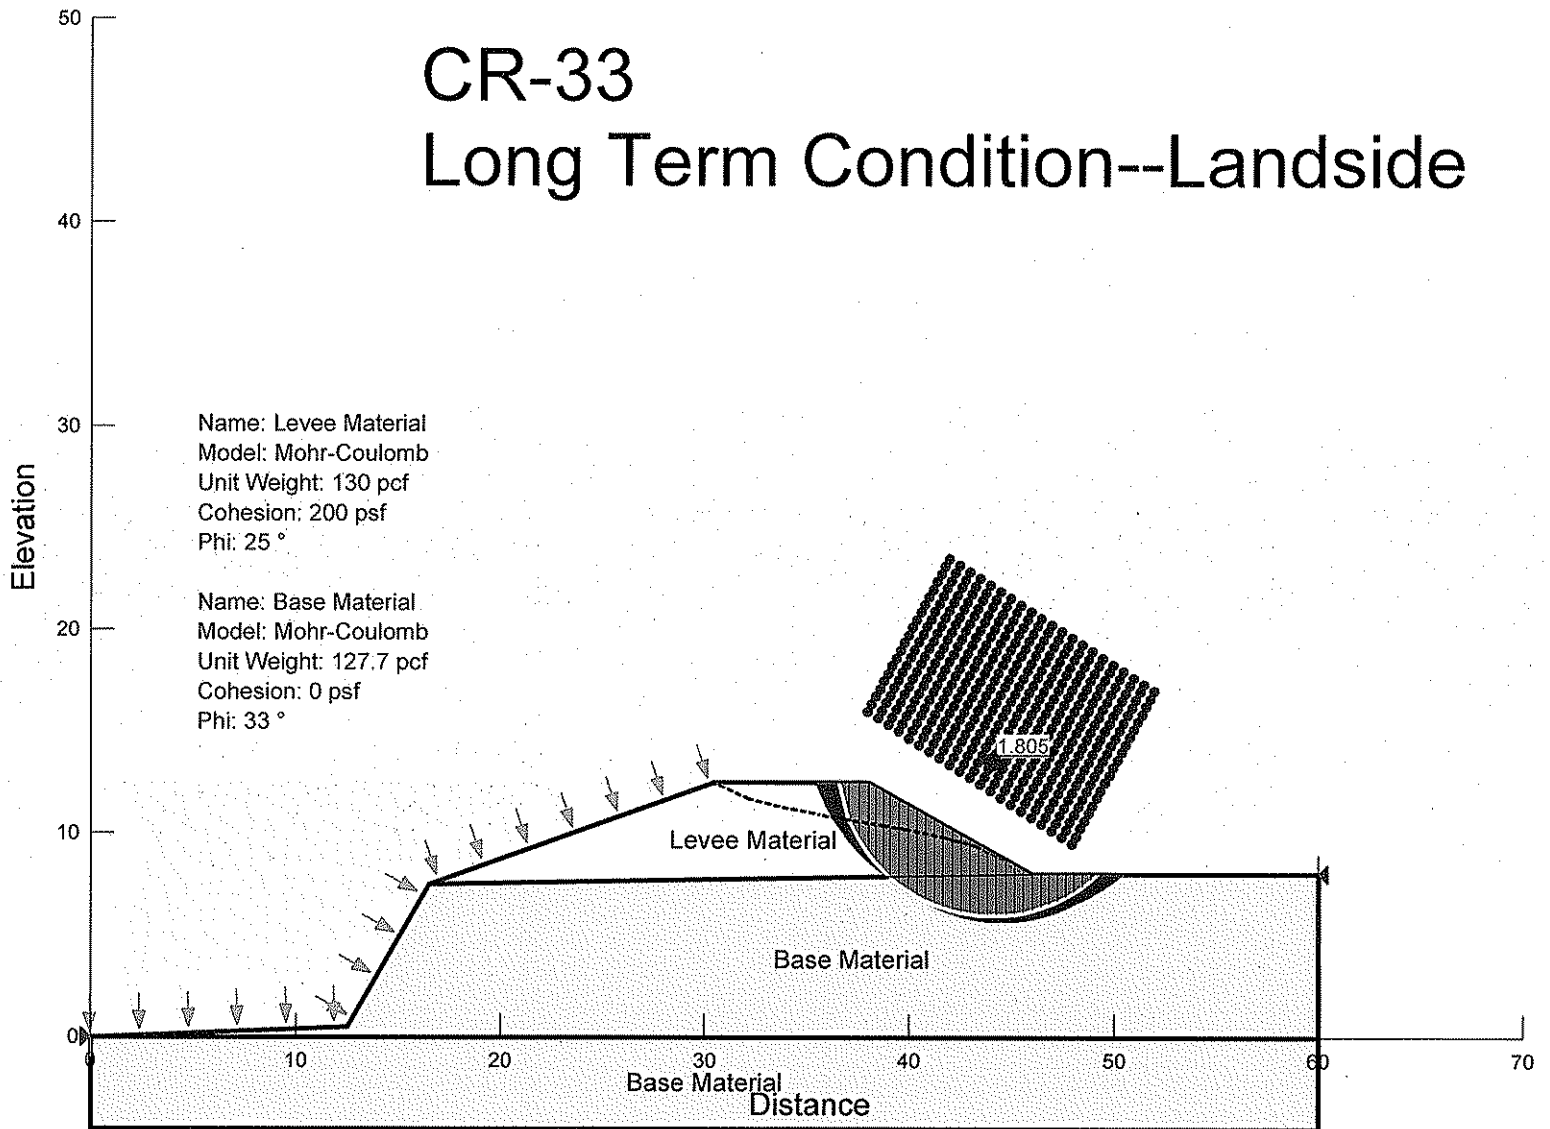 50
CR-33
Long Term Condition--Landside
40
30
Elevation
Name: Levee Material
Model: Mohr-Coulomb
Unit Weight: 130 pcf
Cohesion: 200 psf
Phi: 25 °
Name: Base Material
Model: Mohr-Coulomb
Unit Weight: 127.7 pcf
Cohesion: 0 psf
Phi: 33 °
20
1.805
10
Levee Material
Base Material
0
0 10 20 30 40 50 60 70
Base Material
Distance